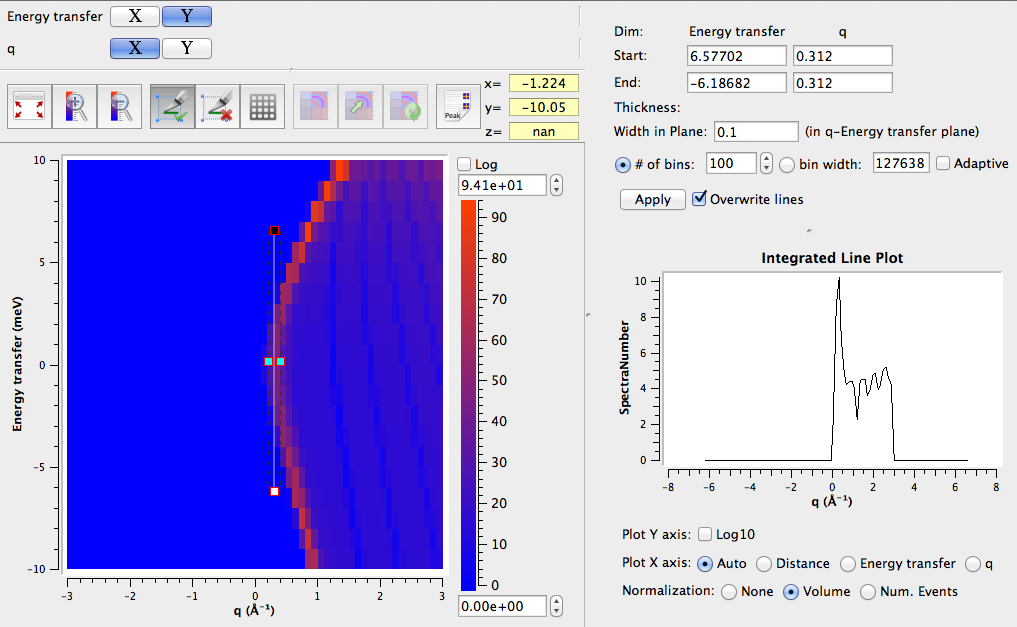 Energy transfer X Y
q X Y
x= -1.224
y= -10.05
z= nan
Peak
Log
9.41e+01
10
5
0
-5
-10
Energy transfer (meV)
-3 -2 -1 0 1 2 3
q (Å⁻¹)
90
80
70
60
50
40
30
20
10
0
0.00e+00
Dim: Energy transfer q
Start: 6.57702 0.312
End: -6.18682 0.312
Thickness:
Width in Plane: 0.1 (in q-Energy transfer plane)
# of bins: 100 bin width: 127638 Adaptive
Apply Overwrite lines
Integrated Line Plot
10
8
6
4
2
0
SpectraNumber
-8 -6 -4 -2 0 2 4 6 8
q (Å⁻¹)
Plot Y axis: Log10
Plot X axis: Auto Distance Energy transfer q
Normalization: None Volume Num. Events